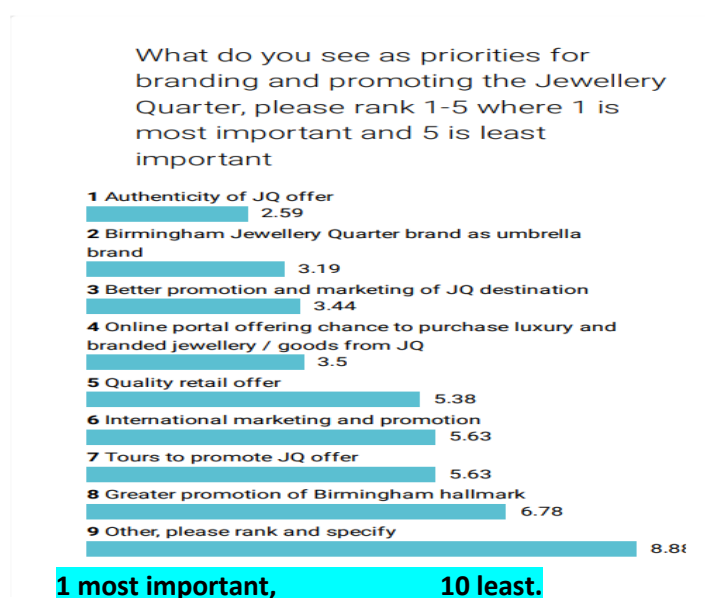 What do you see as priorities for
branding and promoting the Jewellery
Quarter, please rank 1-5 where 1 is
most important and 5 is least
important
1 Authenticity of JQ offer
2.59
2 Birmingham Jewellery Quarter brand as umbrella
brand
3.19
3 Better promotion and marketing of JQ destination
3.44
4 Online portal offering chance to purchase luxury and
branded jewellery / goods from JQ
3.5
5 Quality retail offer
5.38
6 International marketing and promotion
5.63
7 Tours to promote JQ offer
5.63
8 Greater promotion of Birmingham hallmark
6.78
9 Other, please rank and specify
1 most important, 10 least.